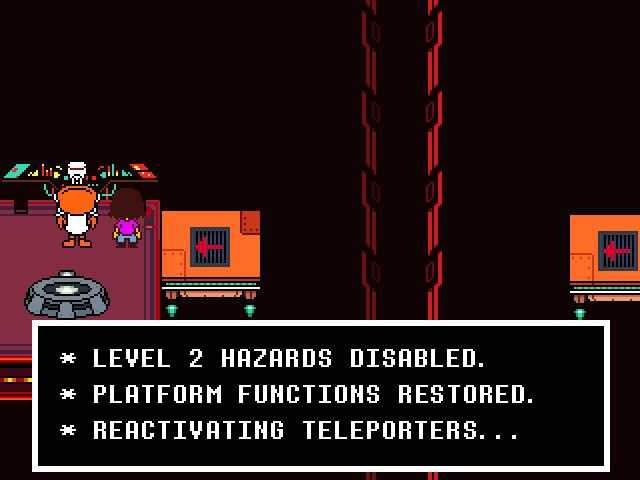 * LEVEL 2 HAZARDS DISABLED.
* PLATFORM FUNCTIONS RESTORED.
* REACTIVATING TELEPORTERS...